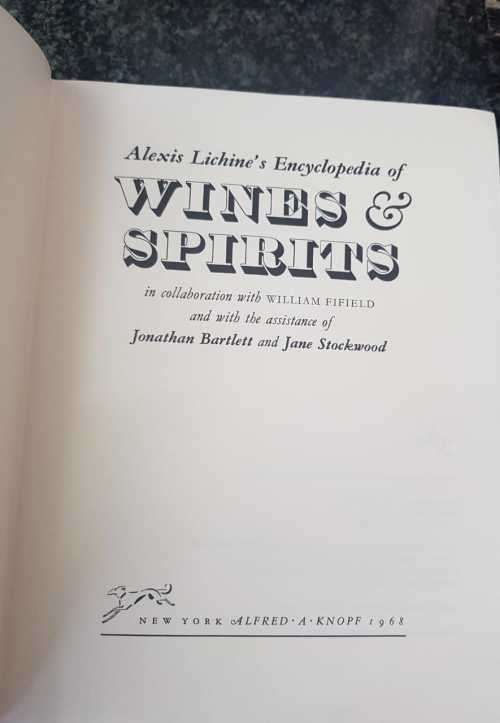 Alexis Lichine's Encyclopedia of
WINES &
SPIRITS
in collaboration with WILLIAM FIFIELD
and with the assistance of
Jonathan Bartlett and Jane Stockwood
NEW YORK ALFRED · A · KNOPF 1968